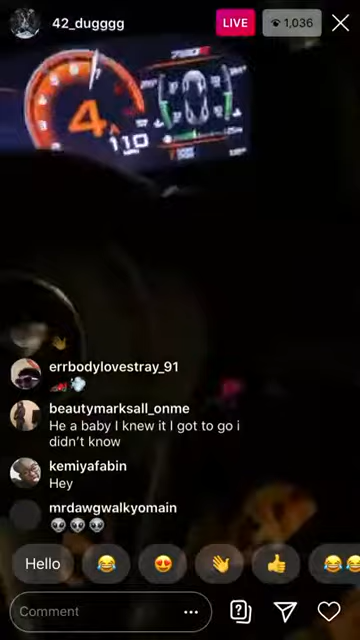 42_dugggg
LIVE
1,036
4
110
errbodylovestray_91
beautymarksall_onme
He a baby I knew it I got to go i
didn't know
kemiyafabin
Hey
mrdawgwalkyomain
Hello
Comment